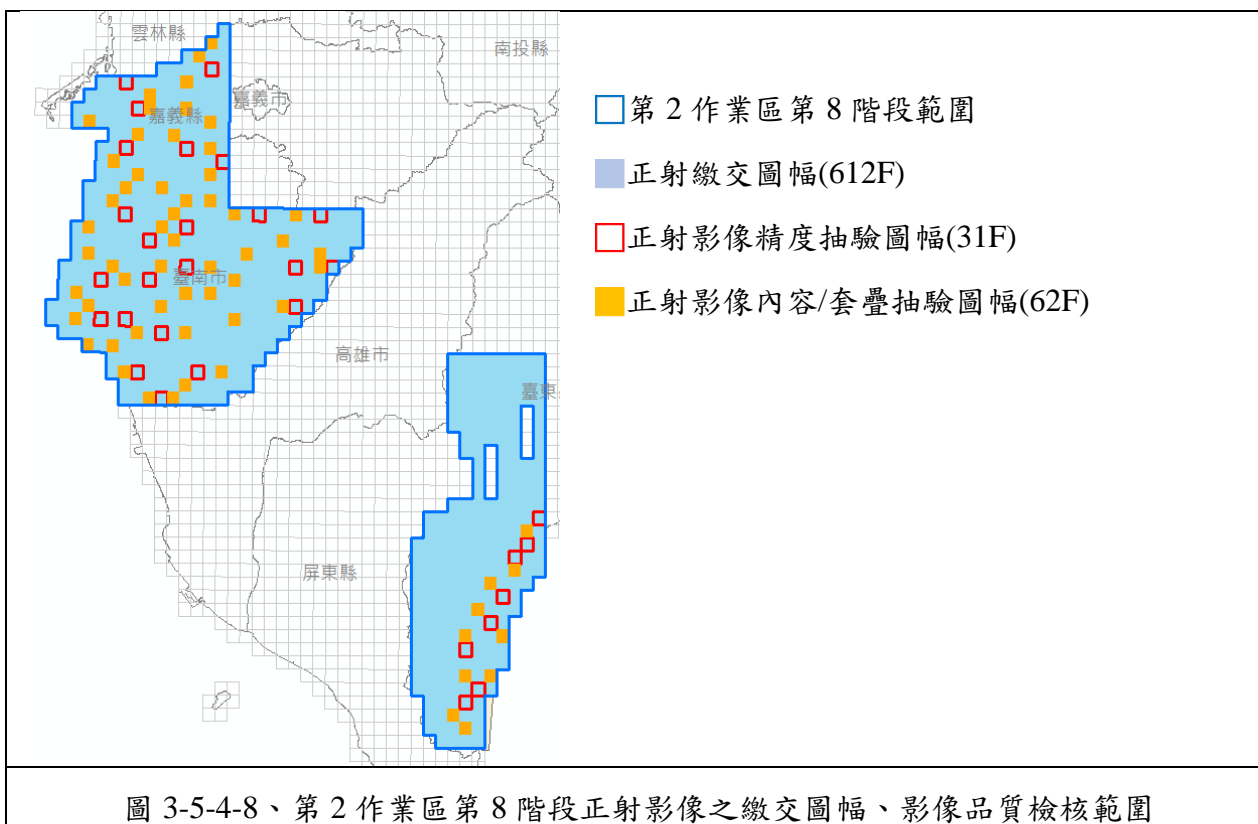 雲林縣
南投縣
嘉義市
嘉義縣
臺南市
高雄市
臺東
屏東縣
第 2 作業區第 8 階段範圍
正射繳交圖幅(612F)
正射影像精度抽驗圖幅(31F)
正射影像內容/套疊抽驗圖幅(62F)
圖 3-5-4-8、第 2 作業區第 8 階段正射影像之繳交圖幅、影像品質檢核範圍